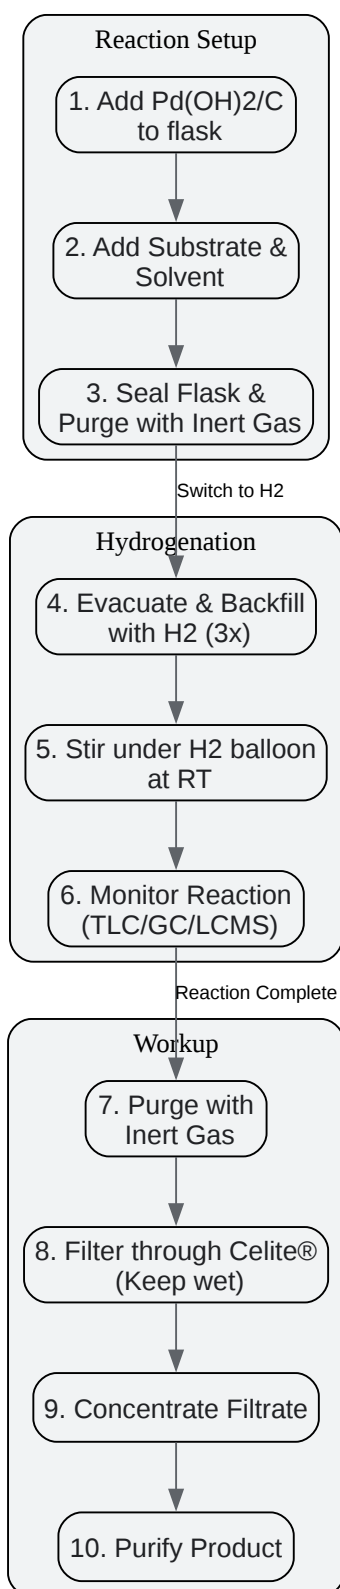 Reaction Setup
1. Add Pd(OH)2/C
to flask
2. Add Substrate &
Solvent
3. Seal Flask &
Purge with Inert Gas
Switch to H2
Hydrogenation
4. Evacuate & Backfill
with H2 (3x)
5. Stir under H2 balloon
at RT
6. Monitor Reaction
(TLC/GC/LCMS)
Reaction Complete
Workup
7. Purge with
Inert Gas
8. Filter through Celite®
(Keep wet)
9. Concentrate Filtrate
10. Purify Product